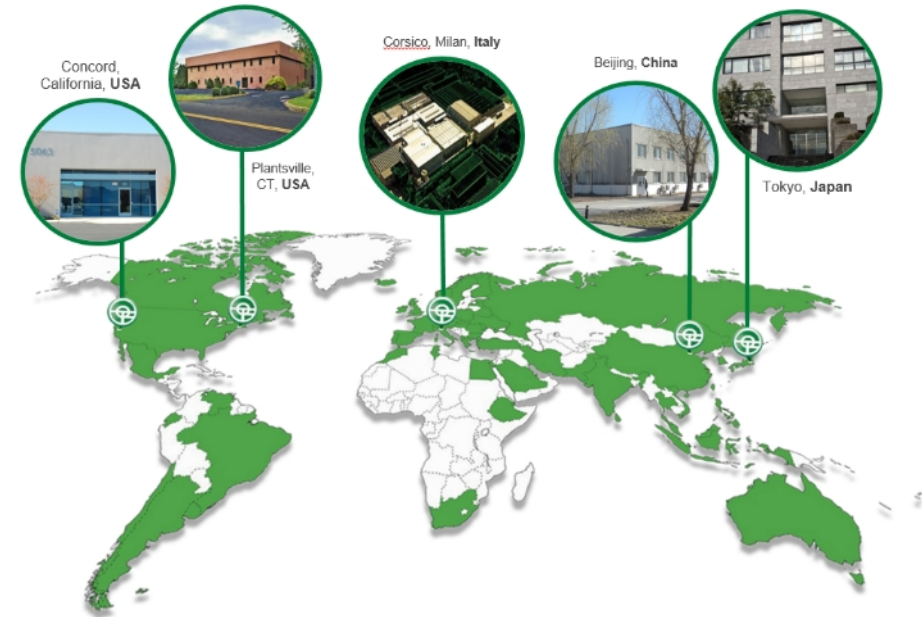 Concord,
California, USA
Plantsville,
CT, USA
Corsico, Milan, Italy
Beijing, China
Tokyo, Japan